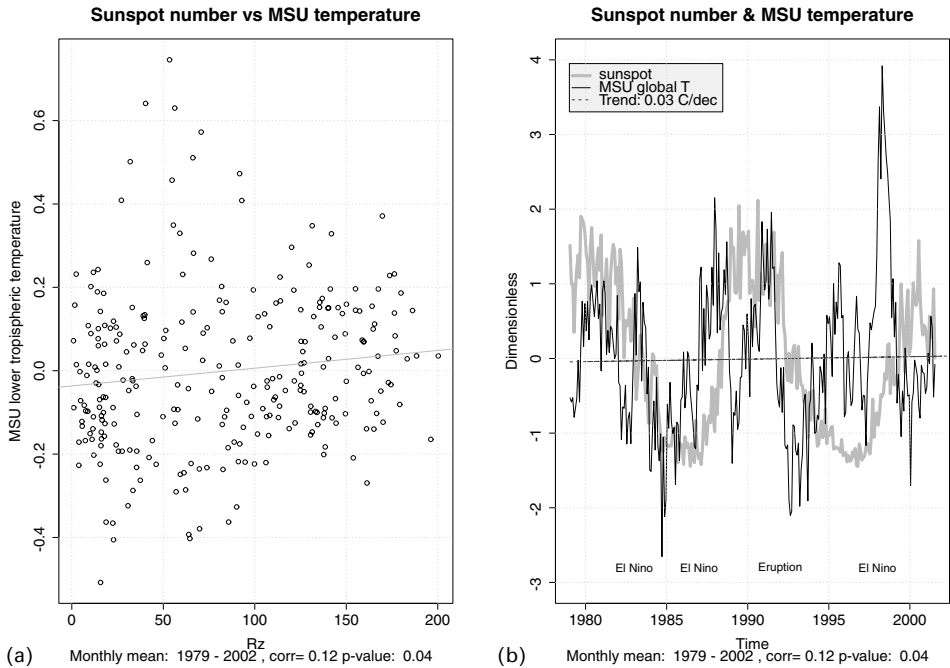 Sunspot number vs MSU temperature
MSU lower tropispheric temperature
0.6
0.4
0.2
0.0
-0.2
-0.4
0
50
100
150
200
Rz
(a) Monthly mean: 1979 - 2002 , corr= 0.12 p-value: 0.04
Sunspot number & MSU temperature
sunspot
MSU global T
Trend: 0.03 C/dec
Dimensionless
4
3
2
1
0
-1
-2
-3
El Nino
El Nino
Eruption
El Nino
1980
1985
1990
1995
2000
Time
(b) Monthly mean: 1979 - 2002 , corr= 0.12 p-value: 0.04